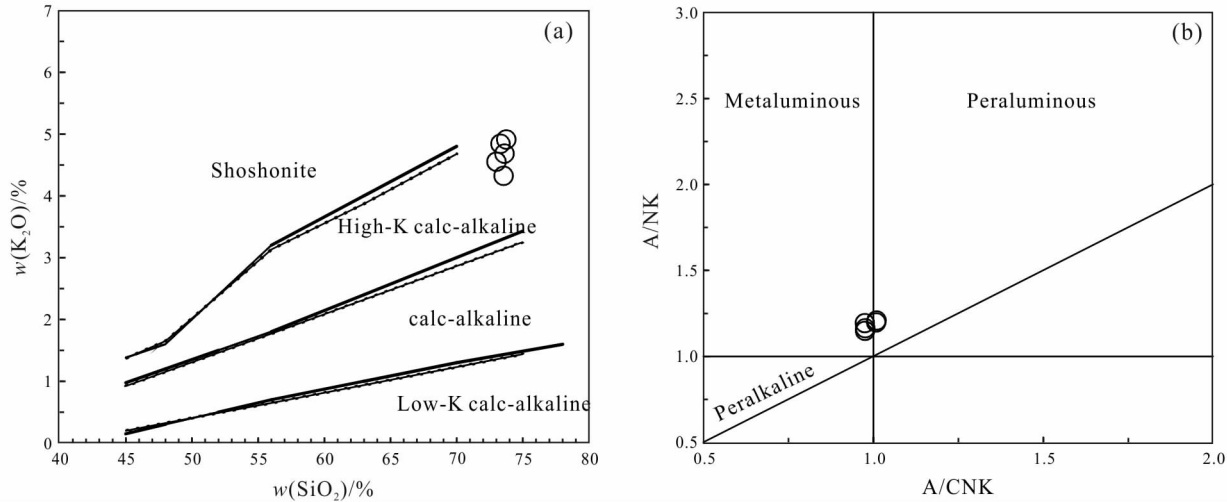 (a)
7
6
5
4
3
2
1
0
w(K₂O)/%
Shoshonite
High-K calc-alkaline
calc-alkaline
Low-K calc-alkaline
40 45 50 55 60 65 70 75 80
w(SiO₂)/%
(b)
3.0
2.5
2.0
1.5
1.0
0.5
A/NK
Metaluminous
Peraluminous
Peralkaline
0.5 1.0 1.5 2.0
A/CNK